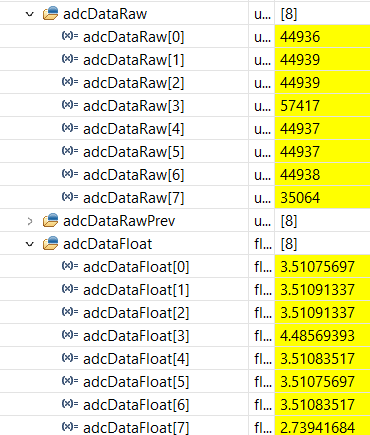 adcDataRaw u... [8]
(x)= adcDataRaw[0] u... 44936
(x)= adcDataRaw[1] u... 44939
(x)= adcDataRaw[2] u... 44939
(x)= adcDataRaw[3] u... 57417
(x)= adcDataRaw[4] u... 44937
(x)= adcDataRaw[5] u... 44937
(x)= adcDataRaw[6] u... 44938
(x)= adcDataRaw[7] u... 35064
adcDataRawPrev u... [8]
adcDataFloat fl... [8]
(x)= adcDataFloat[0] fl... 3.51075697
(x)= adcDataFloat[1] fl... 3.51091337
(x)= adcDataFloat[2] fl... 3.51091337
(x)= adcDataFloat[3] fl... 4.48569393
(x)= adcDataFloat[4] fl... 3.51083517
(x)= adcDataFloat[5] fl... 3.51075697
(x)= adcDataFloat[6] fl... 3.51083517
(x)= adcDataFloat[7] fl... 2.73941684